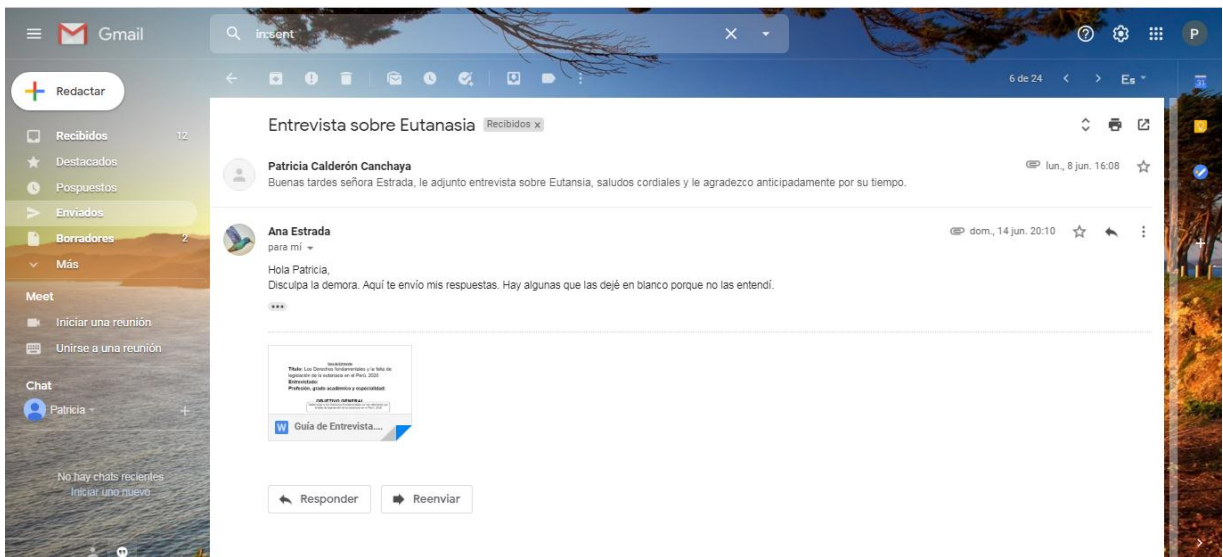 Gmail
in:sent
P
Redactar
6 de 24
Es
31
Recibidos 12
Destacados
Pospuestos
Enviados
Borradores 2
Más
Meet
Iniciar una reunión
Unirse a una reunión
Chat
Patricia
No hay chats recientes
Iniciar uno nuevo
Entrevista sobre Eutanasia Recibidos x
Patricia Calderón Canchaya lun., 8 jun. 16:08
Buenas tardes señora Estrada, le adjunto entrevista sobre Eutansia, saludos cordiales y le agradezco anticipadamente por su tiempo.
Ana Estrada dom., 14 jun. 20:10
para mí
Hola Patricia,
Disculpa la demora. Aquí te envío mis respuestas. Hay algunas que las dejé en blanco porque no las entendí.
Título: Los Derechos fundamentales y la falta de
legislación de la eutanasia en el Perú, 2020
Entrevistado:
Profesión, grado académico y especialidad:
OBJETIVO GENERAL
W Guía de Entrevista....
Responder Reenviar